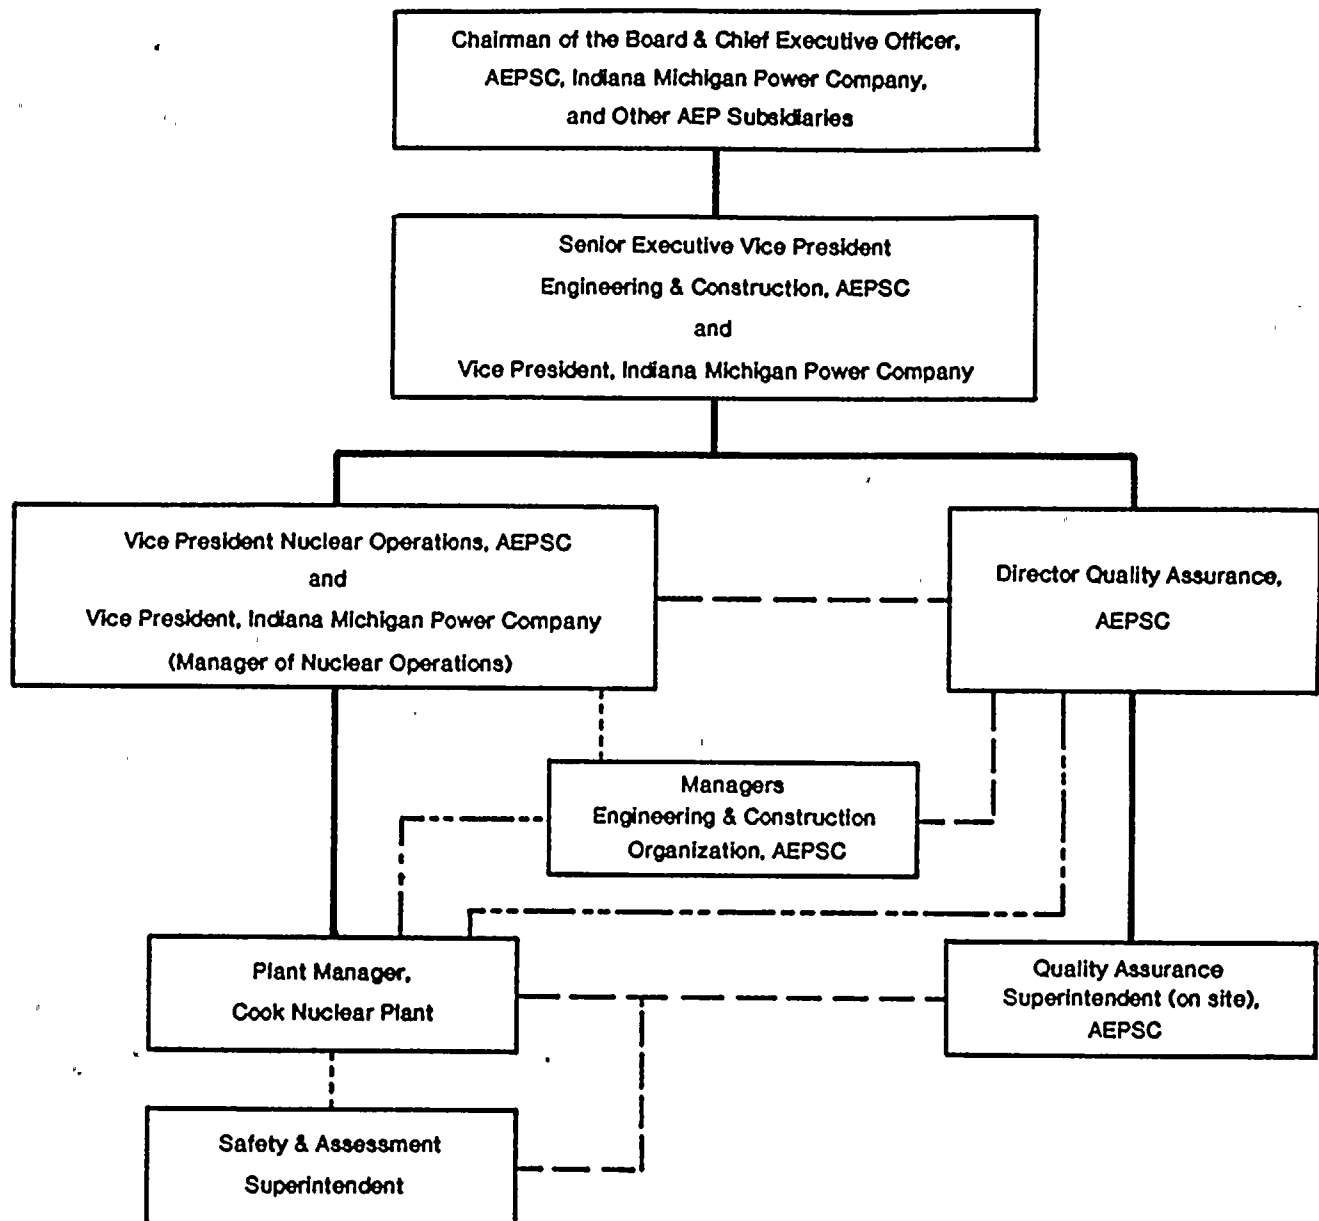 Chairman of the Board & Chief Executive Officer,
AEPSC, Indiana Michigan Power Company,
and Other AEP Subsidiaries
Senior Executive Vice President
Engineering & Construction, AEPSC
and
Vice President, Indiana Michigan Power Company
Vice President Nuclear Operations, AEPSC
and
Vice President, Indiana Michigan Power Company
(Manager of Nuclear Operations)
Director Quality Assurance,
AEPSC
Managers
Engineering & Construction
Organization, AEPSC
Plant Manager,
Cook Nuclear Plant
Quality Assurance
Superintendent (on site),
AEPSC
Safety & Assessment
Superintendent